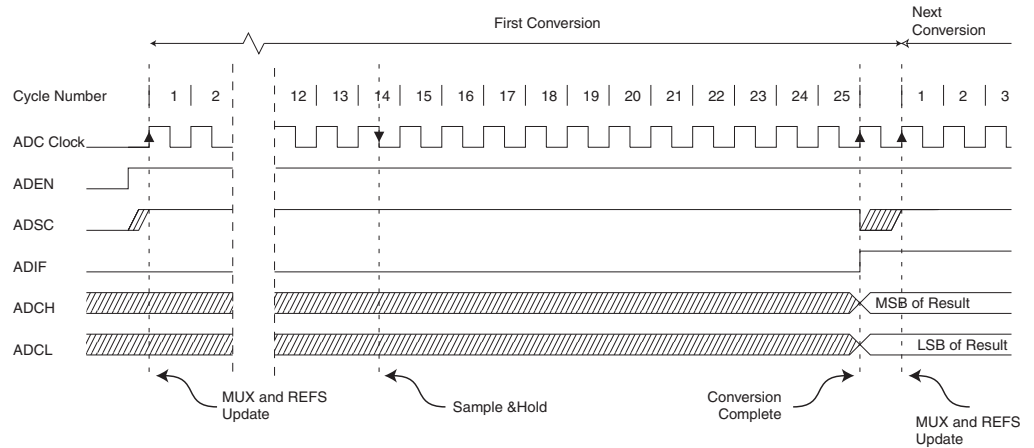 First Conversion
Next
Conversion
Cycle Number 1 2 12 13 14 15 16 17 18 19 20 21 22 23 24 25 1 2 3
ADC Clock
ADEN
ADSC
ADIF
ADCH MSB of Result
ADCL LSB of Result
MUX and REFS
Update
Sample &Hold
Conversion
Complete
MUX and REFS
Update